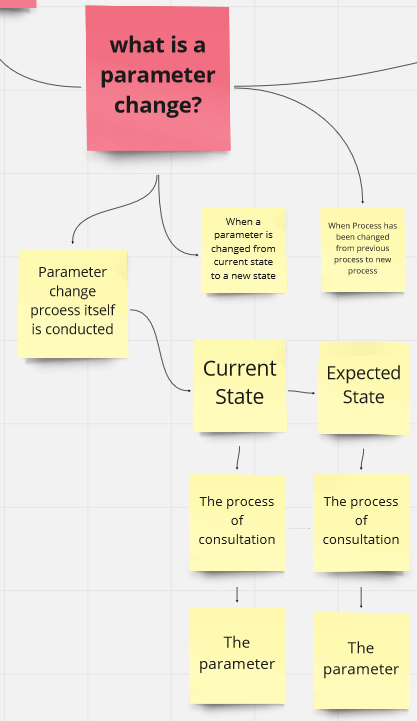 what is a
parameter
change?
When a
parameter is
changed from
current state
to a new state
When Process has
been changed
from previous
process to new
process
Parameter
change
prcoess itself
is conducted
Current
State
Expected
State
The process
of
consultation
The process
of
consultation
The
parameter
The
parameter